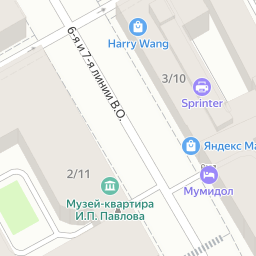 6-я и 7-я линии В.О.
Harry Wang
3/10
Sprinter
Яндекс Ма
Мумидол
2/11
Музей-квартира
И.П. Павлова